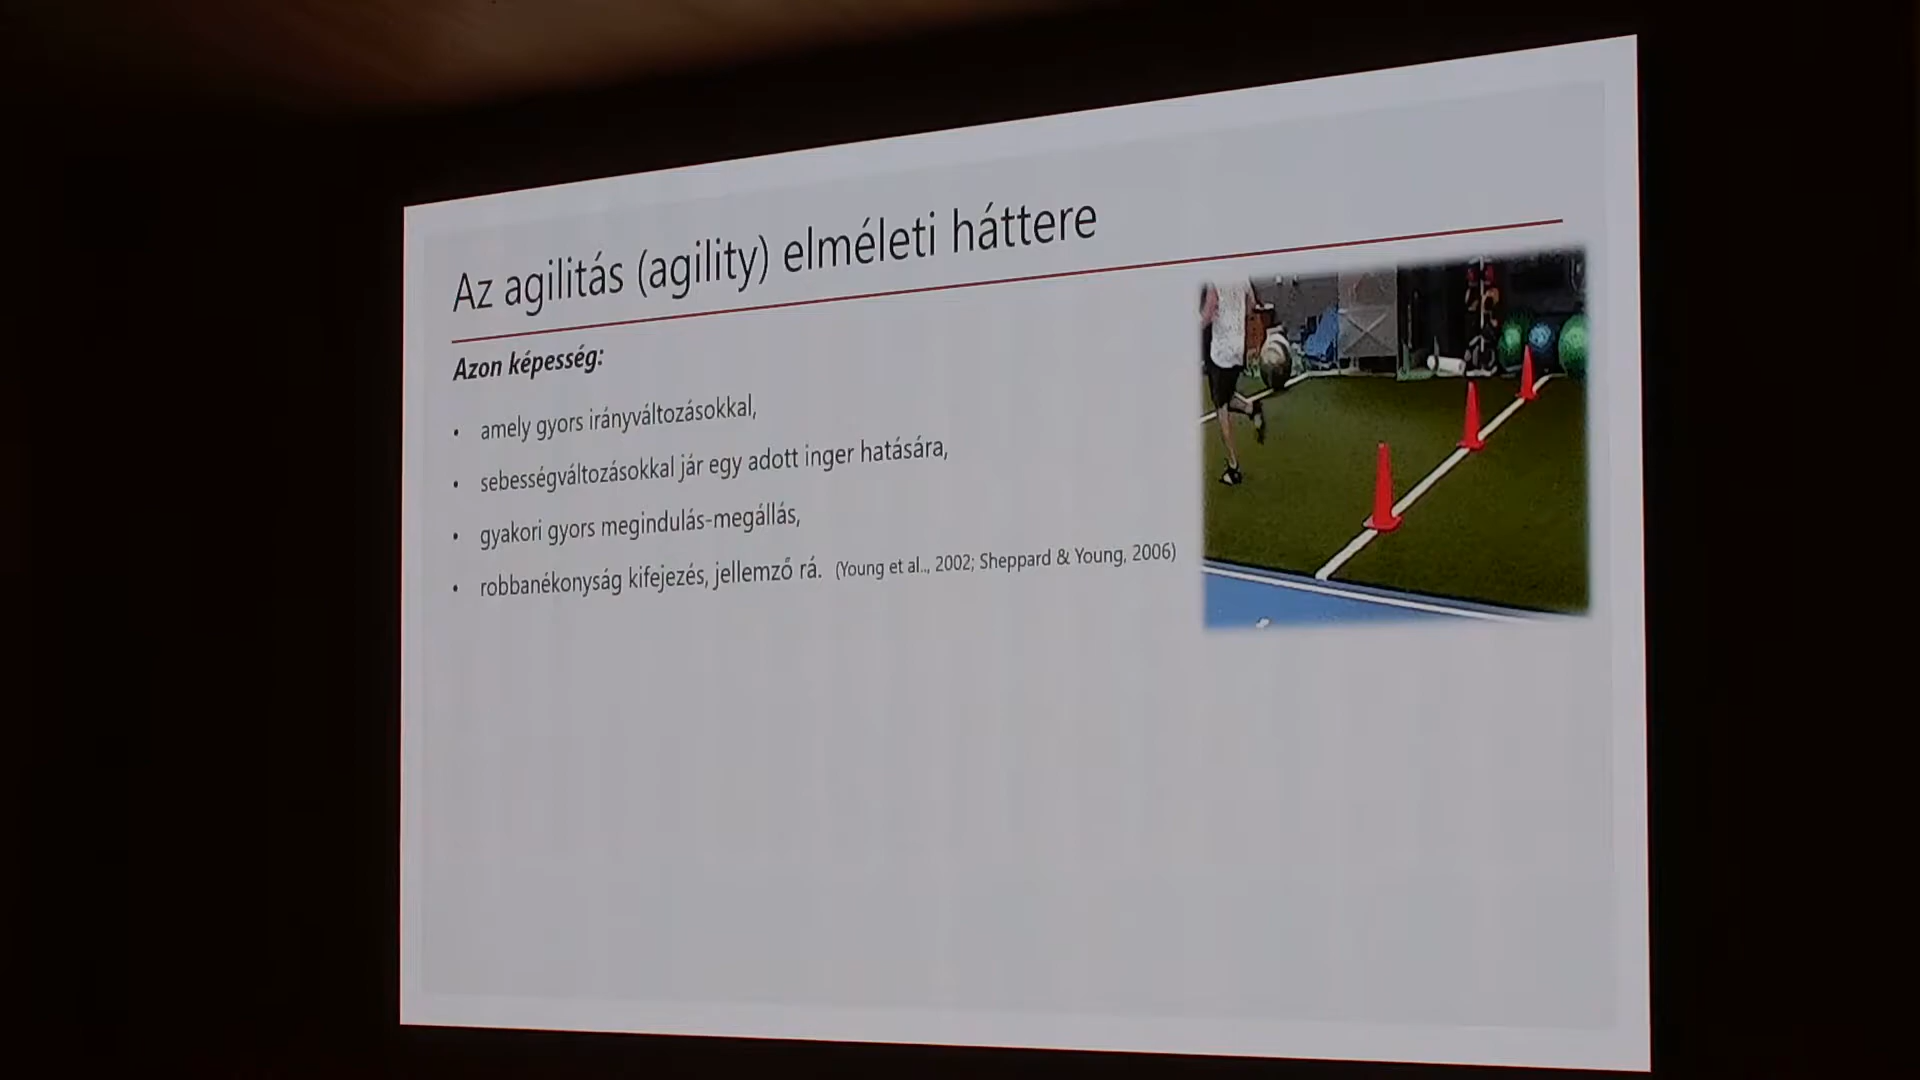 Az agilitás (agility) elméleti háttere
Azon képesség:
• amely gyors irányváltozásokkal,
• sebességváltozásokkal jár egy adott inger hatására,
• gyakori gyors megindulás-megállás,
• robbanékonyság kifejezés, jellemző rá. (Young et al.., 2002; Sheppard & Young, 2006)